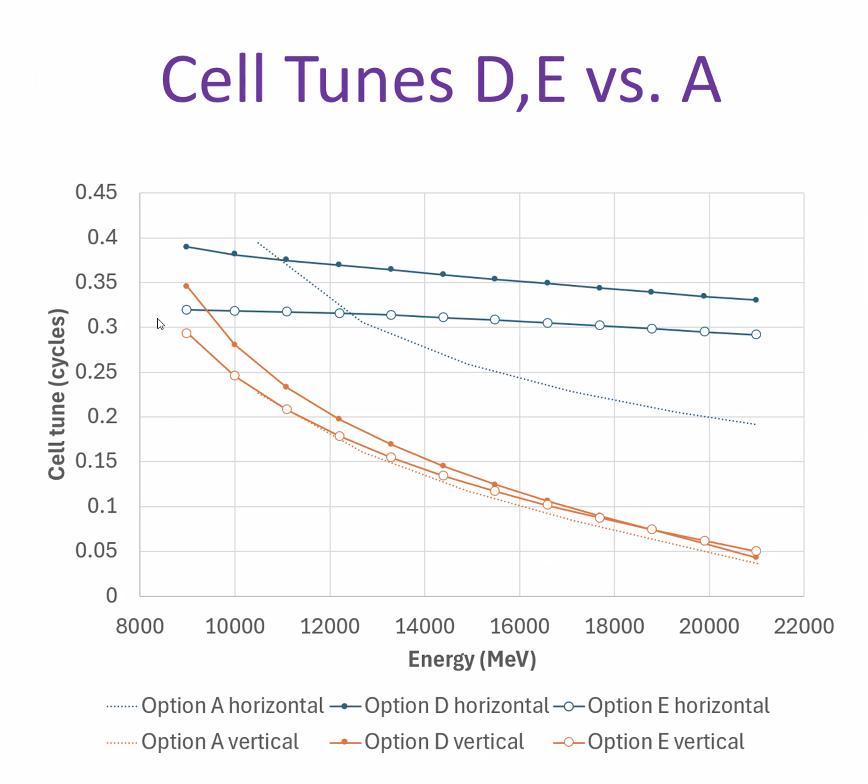 Cell Tunes D,E vs. A
0.45
0.4
0.35
0.3
0.25
0.2
0.15
0.1
0.05
0
Cell tune (cycles)
8000 10000 12000 14000 16000 18000 20000 22000
Energy (MeV)
Option A horizontal Option D horizontal Option E horizontal
Option A vertical Option D vertical Option E vertical